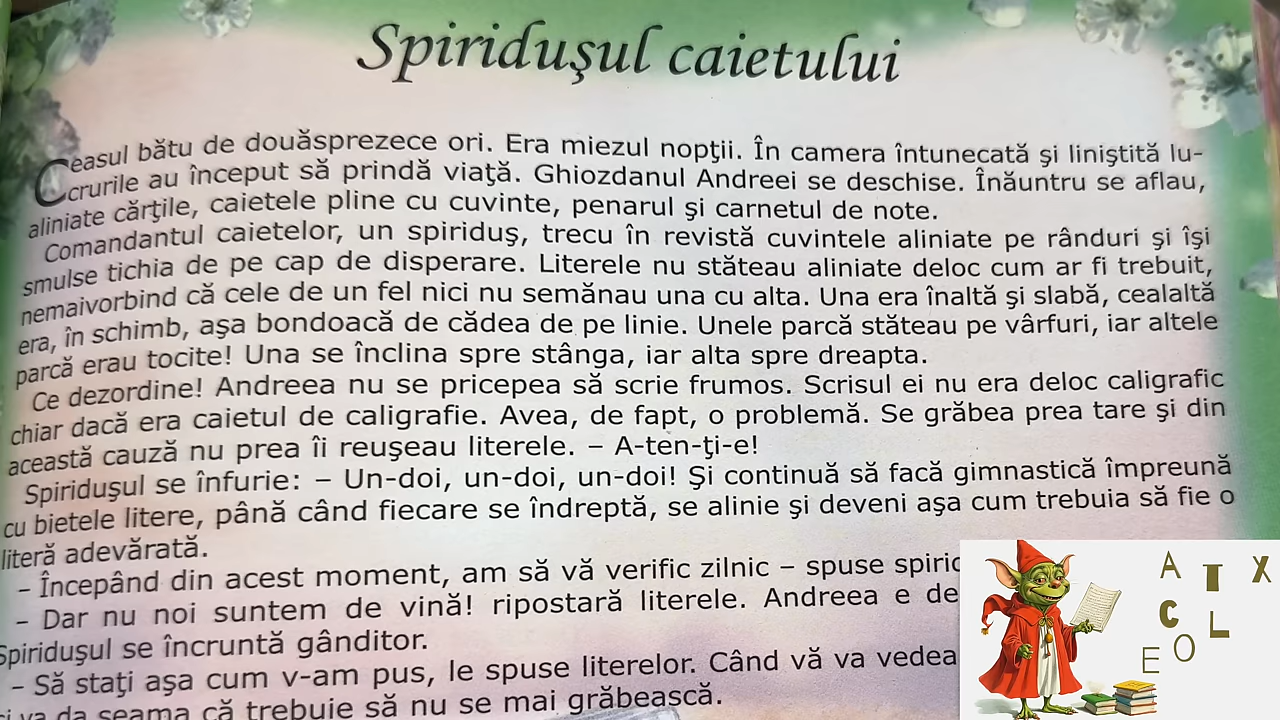 Spiriduşul caietului
Ceasul bătu de douăsprezece ori. Era miezul nopţii. În camera întunecată şi liniştită lu-
crurile au început să prindă viaţă. Ghiozdanul Andreei se deschise. Înăuntru se aflau,
aliniate cărţile, caietele pline cu cuvinte, penarul şi carnetul de note.
Comandantul caietelor, un spiriduş, trecu în revistă cuvintele aliniate pe rânduri şi îşi
smulse tichia de pe cap de disperare. Literele nu stăteau aliniate deloc cum ar fi trebuit,
nemaivorbind că cele de un fel nici nu semănau una cu alta. Una era înaltă şi slabă, cealaltă
era, în schimb, aşa bondoacă de cădea de pe linie. Unele parcă stăteau pe vârfuri, iar altele
parcă erau tocite! Una se înclina spre stânga, iar alta spre dreapta.
Ce dezordine! Andreea nu se pricepea să scrie frumos. Scrisul ei nu era deloc caligrafic
chiar dacă era caietul de caligrafie. Avea, de fapt, o problemă. Se grăbea prea tare şi din
această cauză nu prea îi reuşeau literele. – A-ten-ţi-e!
Spiriduşul se înfurie: – Un-doi, un-doi, un-doi! Şi continuă să facă gimnastică împreună
cu bietele litere, până când fiecare se îndreptă, se alinie şi deveni aşa cum trebuia să fie o
literă adevărată.
– Începând din acest moment, am să vă verific zilnic – spuse
– Dar nu noi suntem de vină! ripostară literele. Andreea e de
Spiriduşul se încruntă gânditor.
– Să staţi aşa cum v-am pus, le spuse literelor. Când vă va vedea
va da seama că trebuie să nu se mai grăbească.
A T X
C L
E O